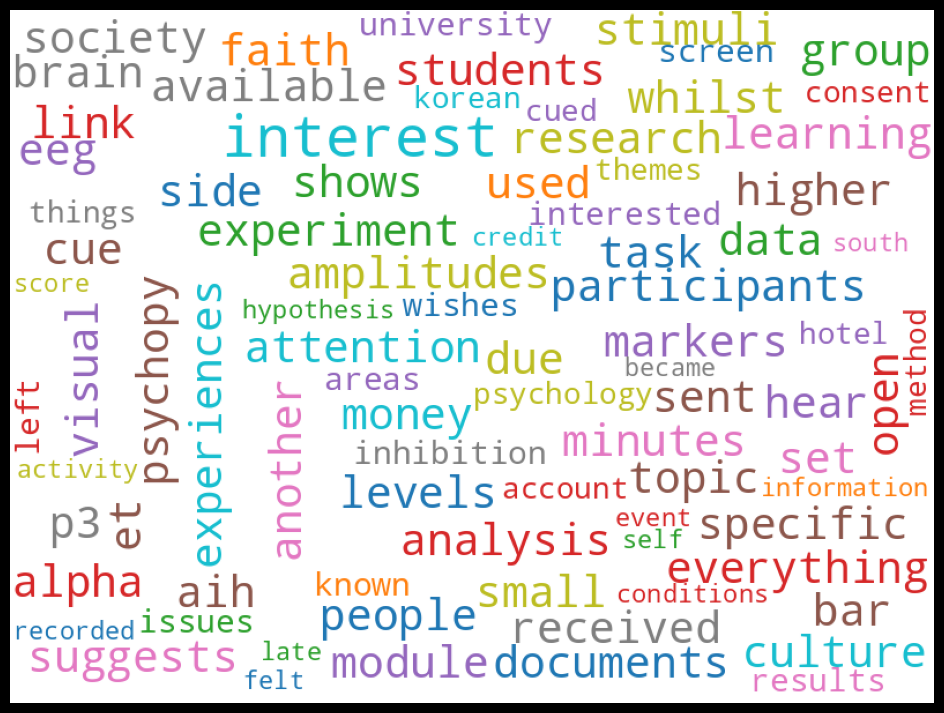 society faith university stimuli screen group
brain available students korean cued whilst consent
link eeg interest research learning
side shows used themes higher
things interested
cue experiment credit task data south
score amplitudes participants
visual psychopy experiences hypothesis wishes
attention due markers hotel method
left areas became open
another money psychology sent hear
activity inhibition minutes set
p3 et levels account topic information
analysis event self specific
alpha aih known small conditions everything
recorded issues people received bar
suggests late module documents culture
felt results